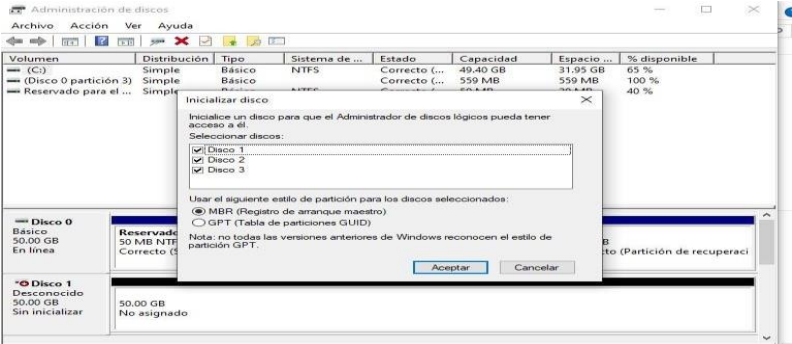 Administración de discos
Archivo Acción Ver Ayuda
Volumen Distribución Tipo Sistema de ... Estado Capacidad Espacio ... % disponible
(C:) Simple Básico NTFS Correcto (... 49.40 GB 31.95 GB 65 %
(Disco 0 partición 3) Simple Básico Correcto (... 559 MB 559 MB 100 %
Reservado para el ... Simple 40 %
Inicializar disco
Inicialice un disco para que el Administrador de discos lógicos pueda tener
acceso a él.
Seleccionar discos:
Disco 1
Disco 2
Disco 3
Usar el siguiente estilo de partición para los discos seleccionados:
MBR (Registro de arranque maestro)
GPT (Tabla de particiones GUID)
Nota: no todas las versiones anteriores de Windows reconocen el estilo de
partición GPT.
Aceptar Cancelar
Disco 0
Básico
50.00 GB
En línea
Reservado
50 MB NTF
Correcto (S
(Partición de recuperaci
Disco 1
Desconocido
50.00 GB
Sin inicializar
50.00 GB
No asignado